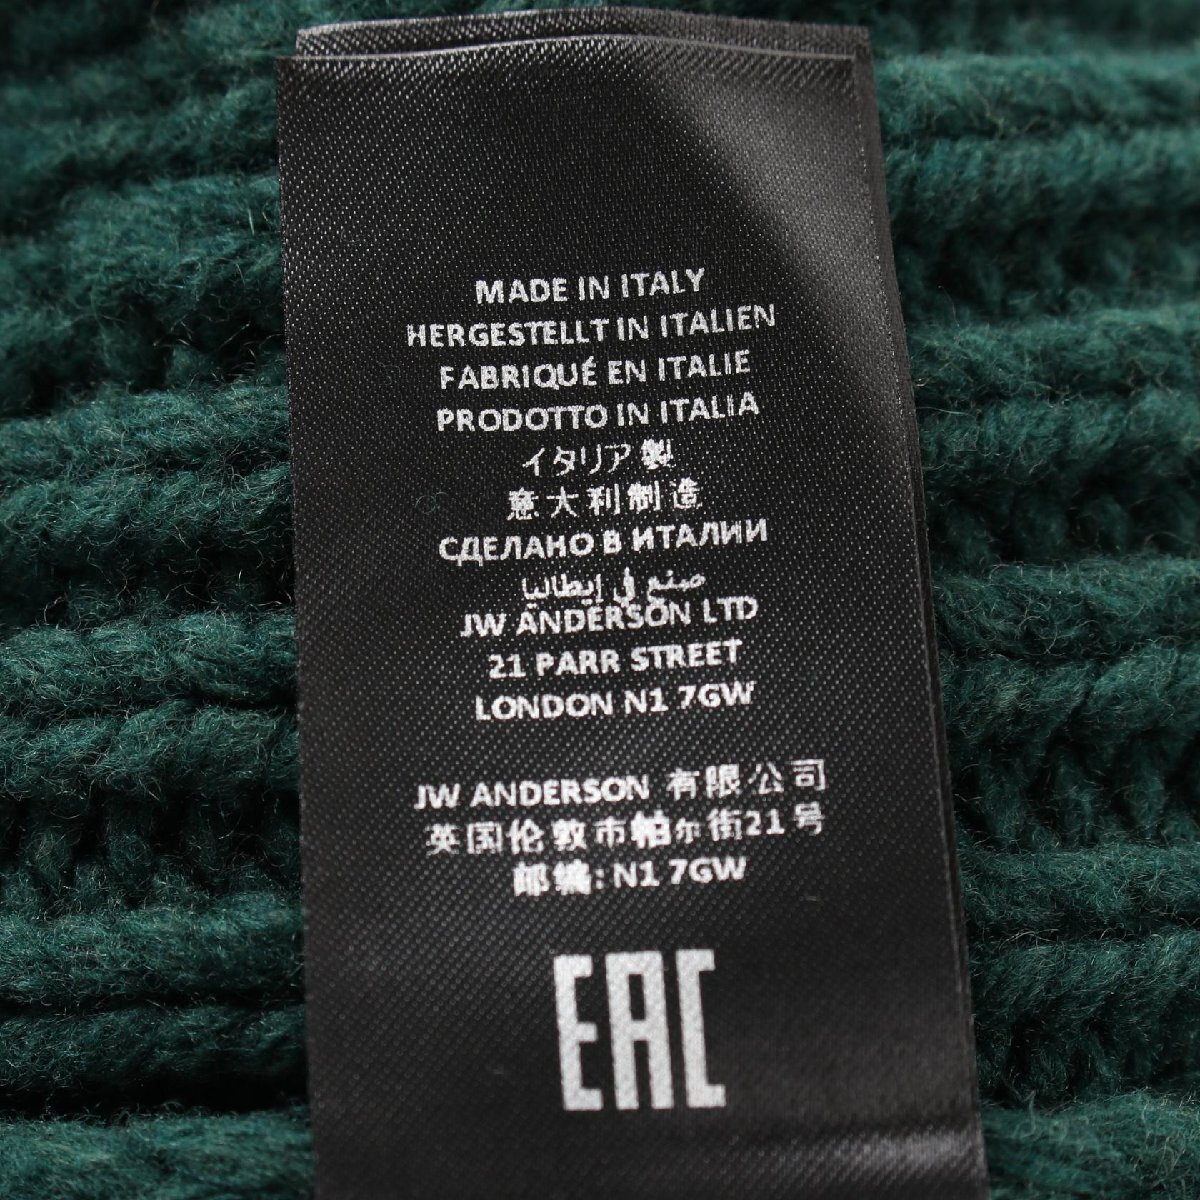 MADE IN ITALY
HERGESTELLT IN ITALIEN
FABRIQUÉ EN ITALIE
PRODOTTO IN ITALIA
イタリア製
意大利制造
СДЕЛАНО В ИТАЛИИ
صنع في إيطاليا
JW ANDERSON LTD
21 PARR STREET
LONDON N1 7GW
JW ANDERSON 有限公司
英国伦敦市帕尔街21号
邮编: N1 7GW
EAC